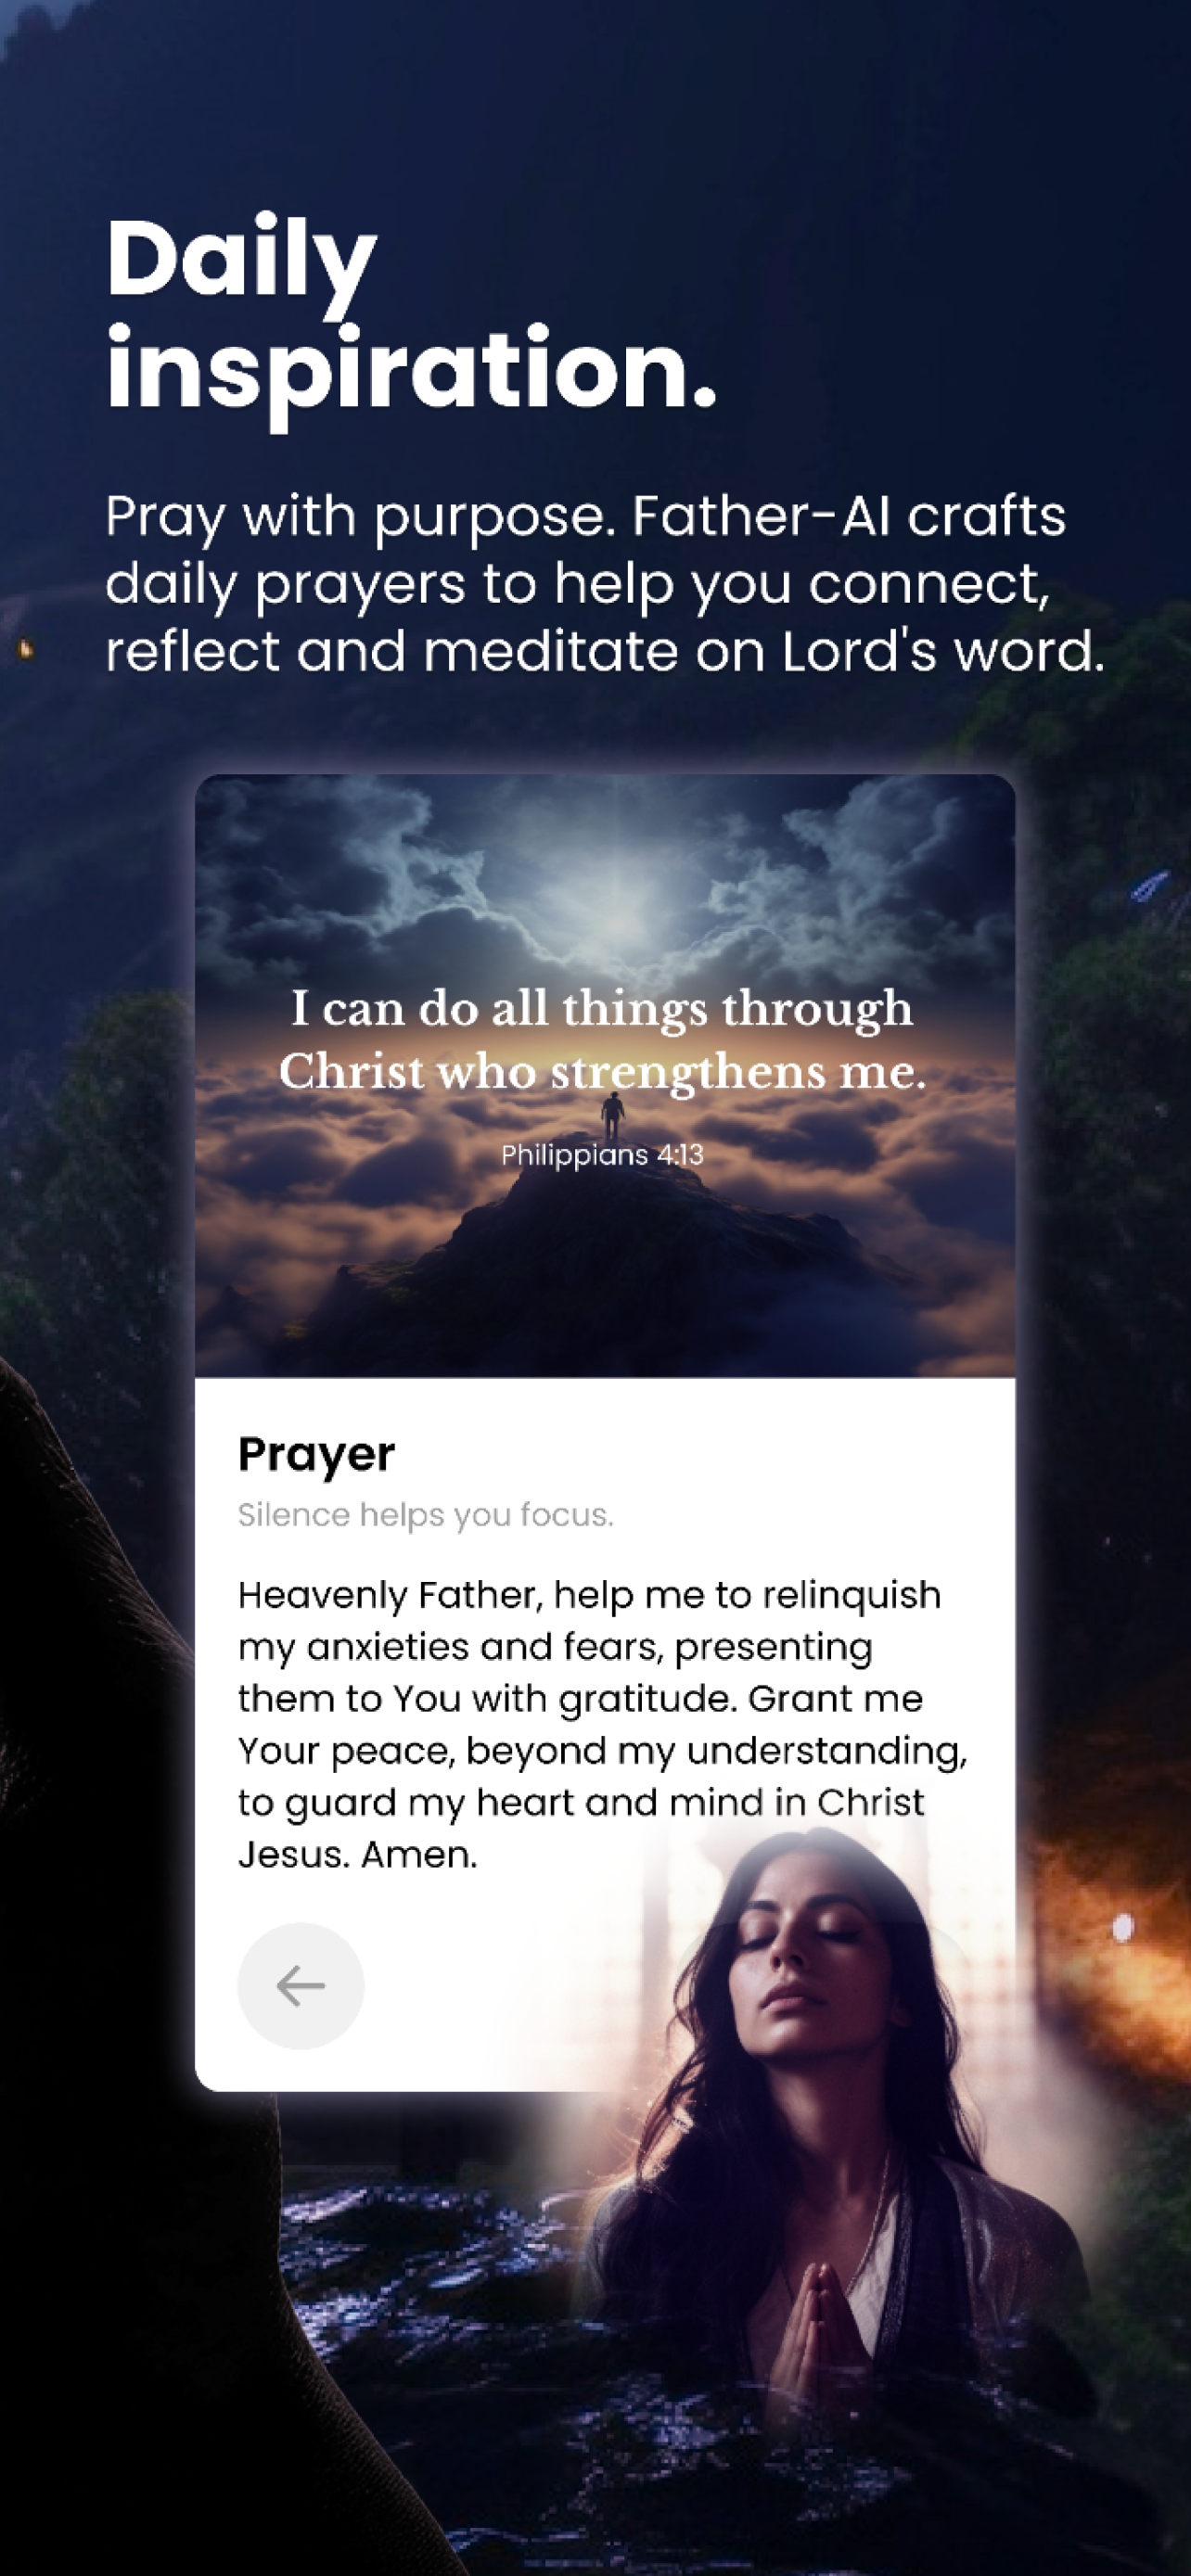 Daily
inspiration.
Pray with purpose. Father-AI crafts
daily prayers to help you connect,
reflect and meditate on Lord's word.
I can do all things through
Christ who strengthens me.
Philippians 4:13
Prayer
Silence helps you focus.
Heavenly Father, help me to relinquish
my anxieties and fears, presenting
them to You with gratitude. Grant me
Your peace, beyond my understanding,
to guard my heart and mind in Christ
Jesus. Amen.